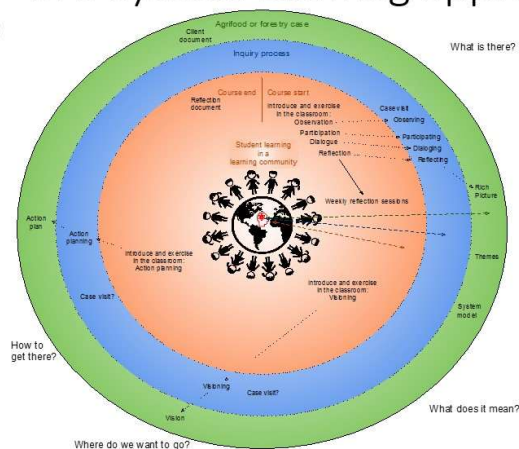 Agrifood or forestry case
Client
document
What is there?
Inquiry process
Course end
Course start
Reflection
document
Introduce and exercise
in the classroom:
Observation
Case visit
Observing
Participation
Participating
Dialogue
Dialoging
Reflection
Reflecting
Student learning
in a
learning community
Rich
Picture
Weekly reflection sessions
Action
plan
Action
planning
Introduce and exercise
in the classroom:
Action planning
Themes
Introduce and exercise
in the classroom:
Visioning
Case visit?
System
model
How to
get there?
Visioning
Case visit?
Vision
What does it mean?
Where do we want to go?